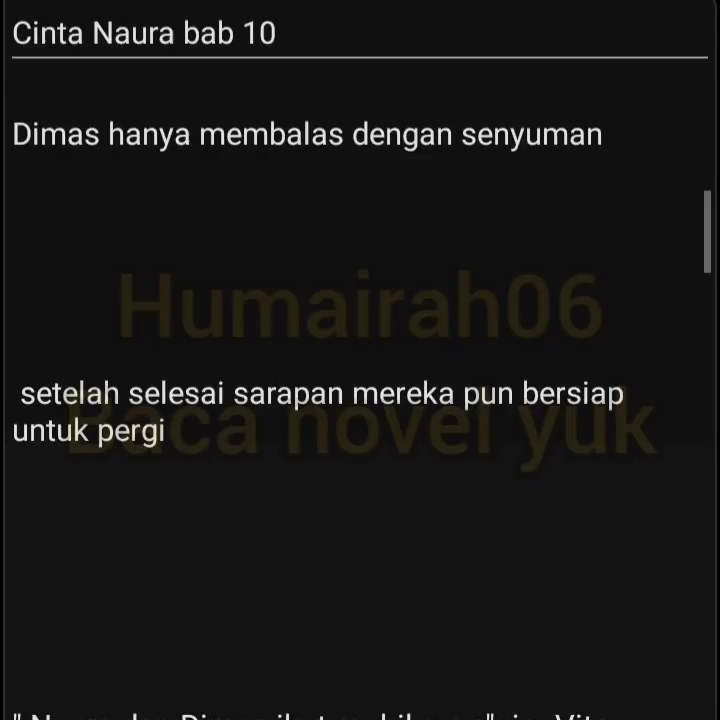 Cinta Naura bab 10
Dimas hanya membalas dengan senyuman
Humairah06
setelah selesai sarapan mereka pun bersiap
untuk pergi
Baca novel yuk